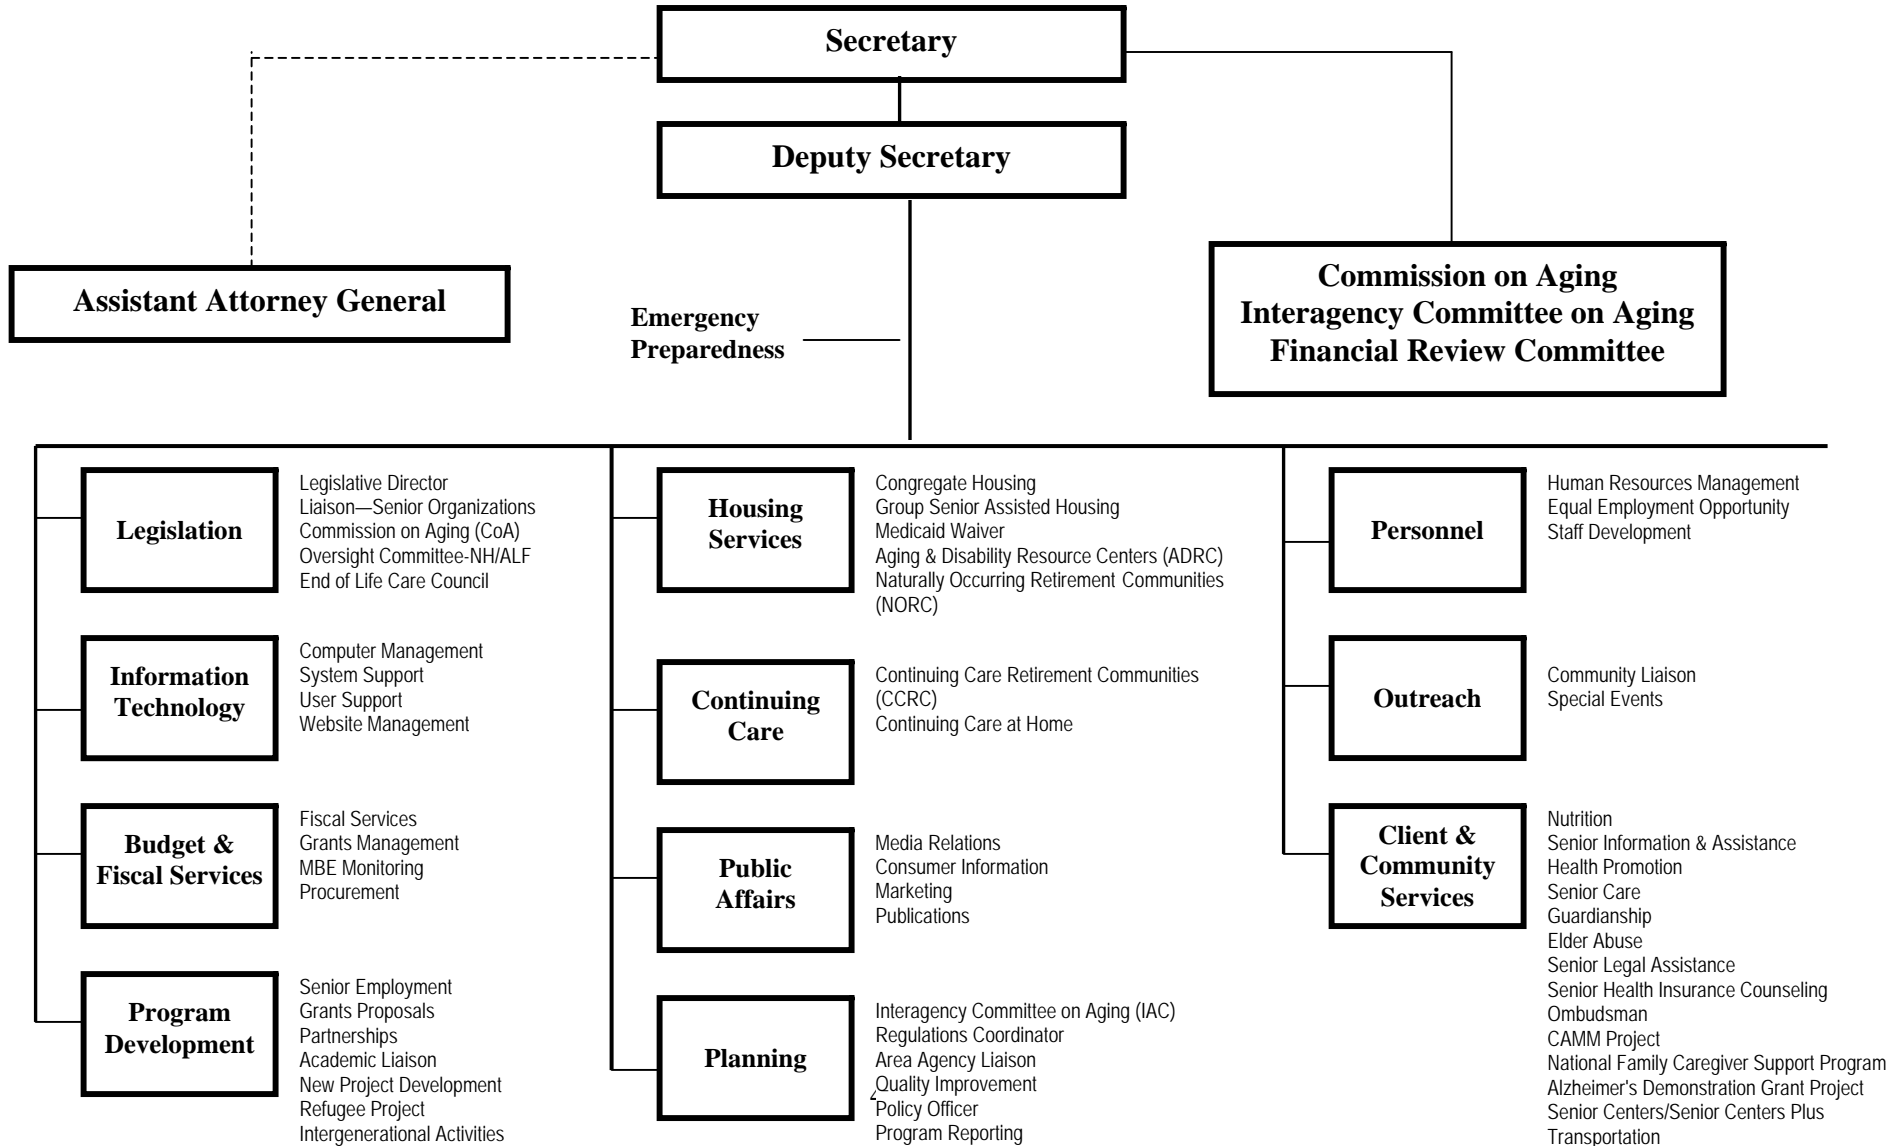 Secretary
Deputy Secretary
Assistant Attorney General
Commission on Aging
Interagency Committee on Aging
Financial Review Committee
Emergency
Preparedness
Legislation
Legislative Director
Liaison—Senior Organizations
Commission on Aging (CoA)
Oversight Committee-NH/ALF
End of Life Care Council
Information
Technology
Computer Management
System Support
User Support
Website Management
Budget &
Fiscal Services
Fiscal Services
Grants Management
MBE Monitoring
Procurement
Program
Development
Senior Employment
Grants Proposals
Partnerships
Academic Liaison
New Project Development
Refugee Project
Intergenerational Activities
Housing
Services
Congregate Housing
Group Senior Assisted Housing
Medicaid Waiver
Aging & Disability Resource Centers (ADRC)
Naturally Occurring Retirement Communities
(NORC)
Continuing
Care
Continuing Care Retirement Communities
(CCRC)
Continuing Care at Home
Public
Affairs
Media Relations
Consumer Information
Marketing
Publications
Planning
Interagency Committee on Aging (IAC)
Regulations Coordinator
Area Agency Liaison
Quality Improvement
Policy Officer
Program Reporting
Personnel
Human Resources Management
Equal Employment Opportunity
Staff Development
Outreach
Community Liaison
Special Events
Client &
Community
Services
Nutrition
Senior Information & Assistance
Health Promotion
Senior Care
Guardianship
Elder Abuse
Senior Legal Assistance
Senior Health Insurance Counseling
Ombudsman
CAMM Project
National Family Caregiver Support Program
Alzheimer's Demonstration Grant Project
Senior Centers/Senior Centers Plus
Transportation